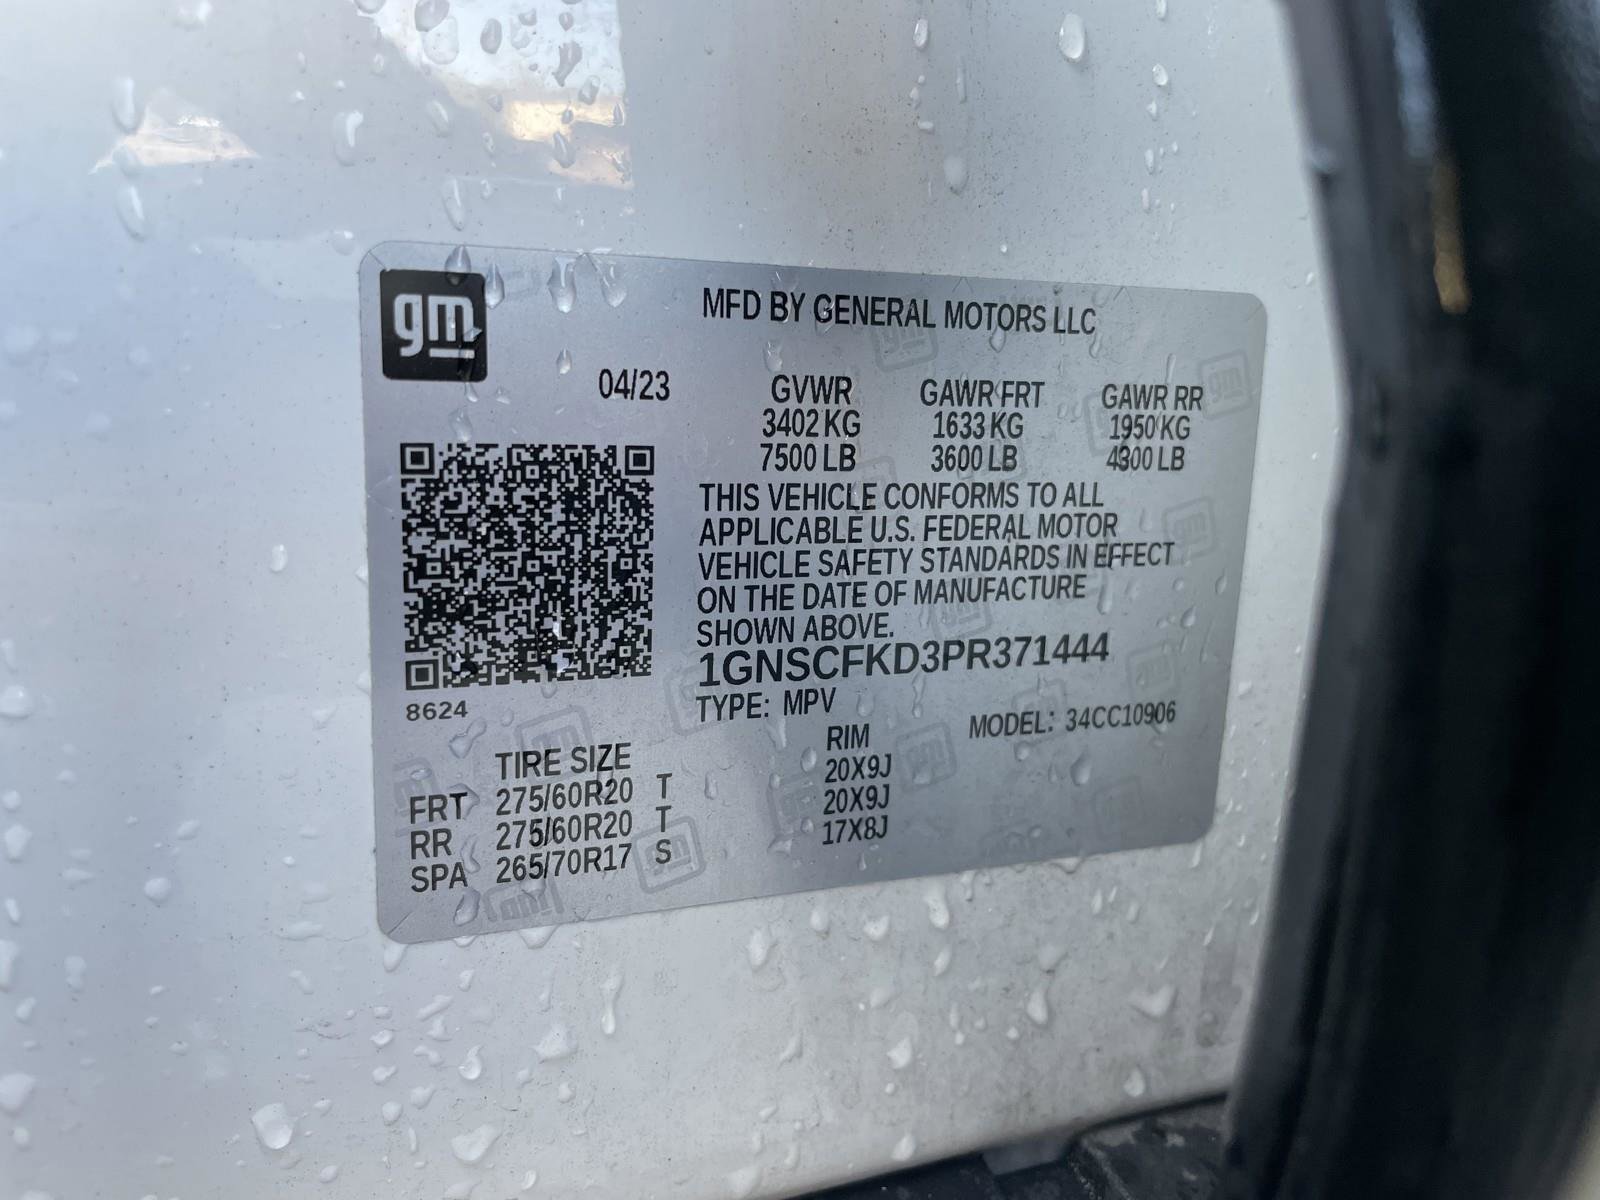 gm
MFD BY GENERAL MOTORS LLC
04/23 GVWR GAWR FRT GAWR RR
3402 KG 1633 KG 1950 KG
7500 LB 3600 LB 4300 LB
THIS VEHICLE CONFORMS TO ALL
APPLICABLE U.S. FEDERAL MOTOR
VEHICLE SAFETY STANDARDS IN EFFECT
ON THE DATE OF MANUFACTURE
SHOWN ABOVE.
1GNSCFKD3PR371444
8624
TYPE: MPV MODEL: 34CC10906
TIRE SIZE RIM
FRT 275/60R20 T 20X9J
RR 275/60R20 T 20X9J
SPA 265/70R17 S 17X8J